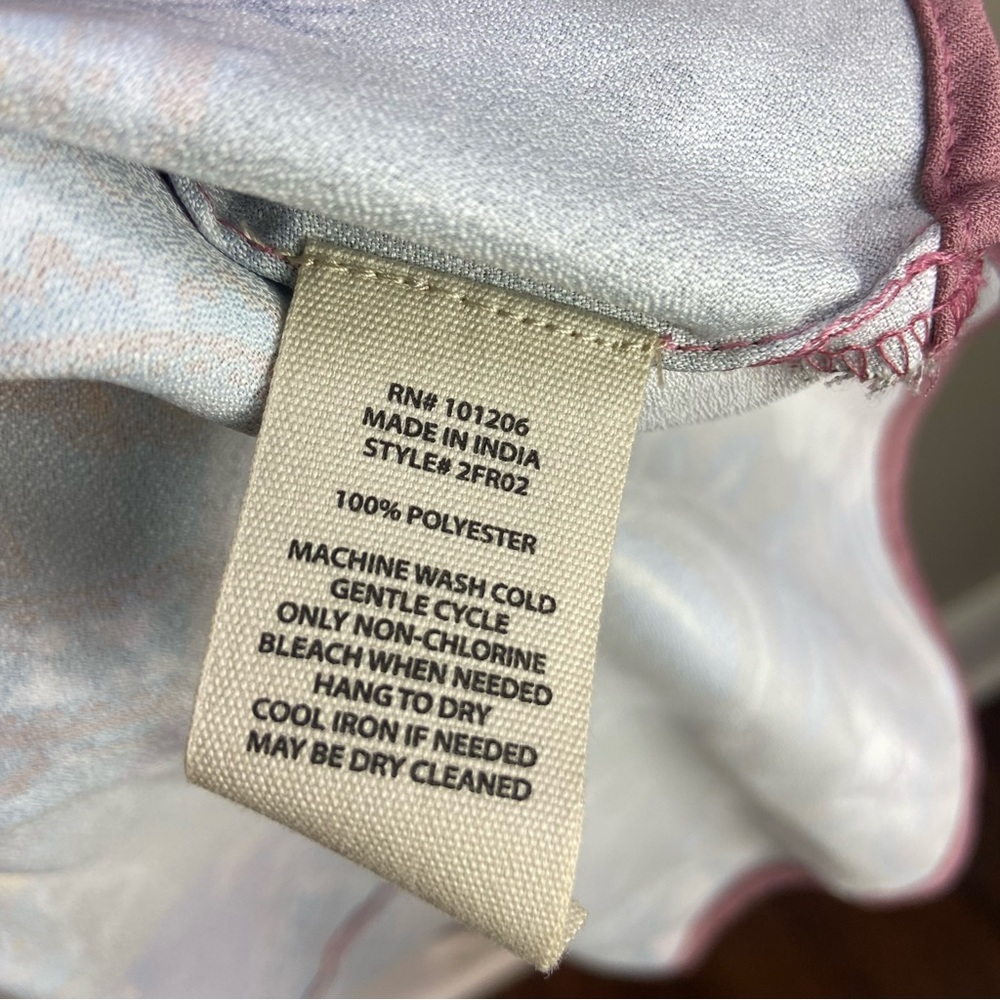 RN# 101206
MADE IN INDIA
STYLE# 2FR02
100% POLYESTER
MACHINE WASH COLD
GENTLE CYCLE
ONLY NON-CHLORINE
BLEACH WHEN NEEDED
HANG TO DRY
COOL IRON IF NEEDED
MAY BE DRY CLEANED